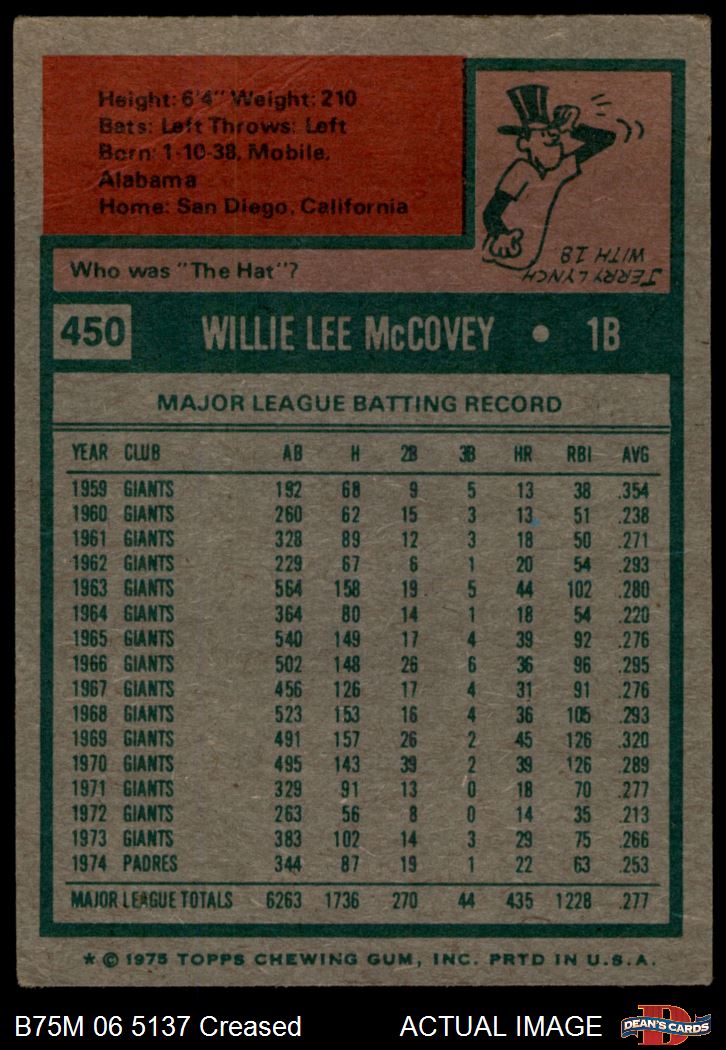 Height: 6'4" Weight: 210
Bats: Left Throws: Left
Born: 1-10-38, Mobile,
Alabama
Home: San Diego, California
Who was "The Hat"?
JERRY LYNCH
WITH 18
450 WILLIE LEE McCOVEY • 1B
MAJOR LEAGUE BATTING RECORD
YEAR CLUB AB H 2B 3B HR RBI AVG
1959 GIANTS 192 68 9 5 13 38 .354
1960 GIANTS 260 62 15 3 13 51 .238
1961 GIANTS 328 89 12 3 18 50 .271
1962 GIANTS 229 67 6 1 20 54 .293
1963 GIANTS 564 158 19 5 44 102 .280
1964 GIANTS 364 80 14 1 18 54 .220
1965 GIANTS 540 149 17 4 39 92 .276
1966 GIANTS 502 148 26 6 36 96 .295
1967 GIANTS 456 126 17 4 31 91 .276
1968 GIANTS 523 153 16 4 36 105 .293
1969 GIANTS 491 157 26 2 45 126 .320
1970 GIANTS 495 143 39 2 39 126 .289
1971 GIANTS 329 91 13 0 18 70 .277
1972 GIANTS 263 56 8 0 14 35 .213
1973 GIANTS 383 102 14 3 29 75 .266
1974 PADRES 344 87 19 1 22 63 .253
MAJOR LEAGUE TOTALS 6263 1736 270 44 435 1228 .277
* © 1975 TOPPS CHEWING GUM, INC. PRTD IN U.S.A.
B75M 06 5137 Creased ACTUAL IMAGE
D
DEAN'S CARDS